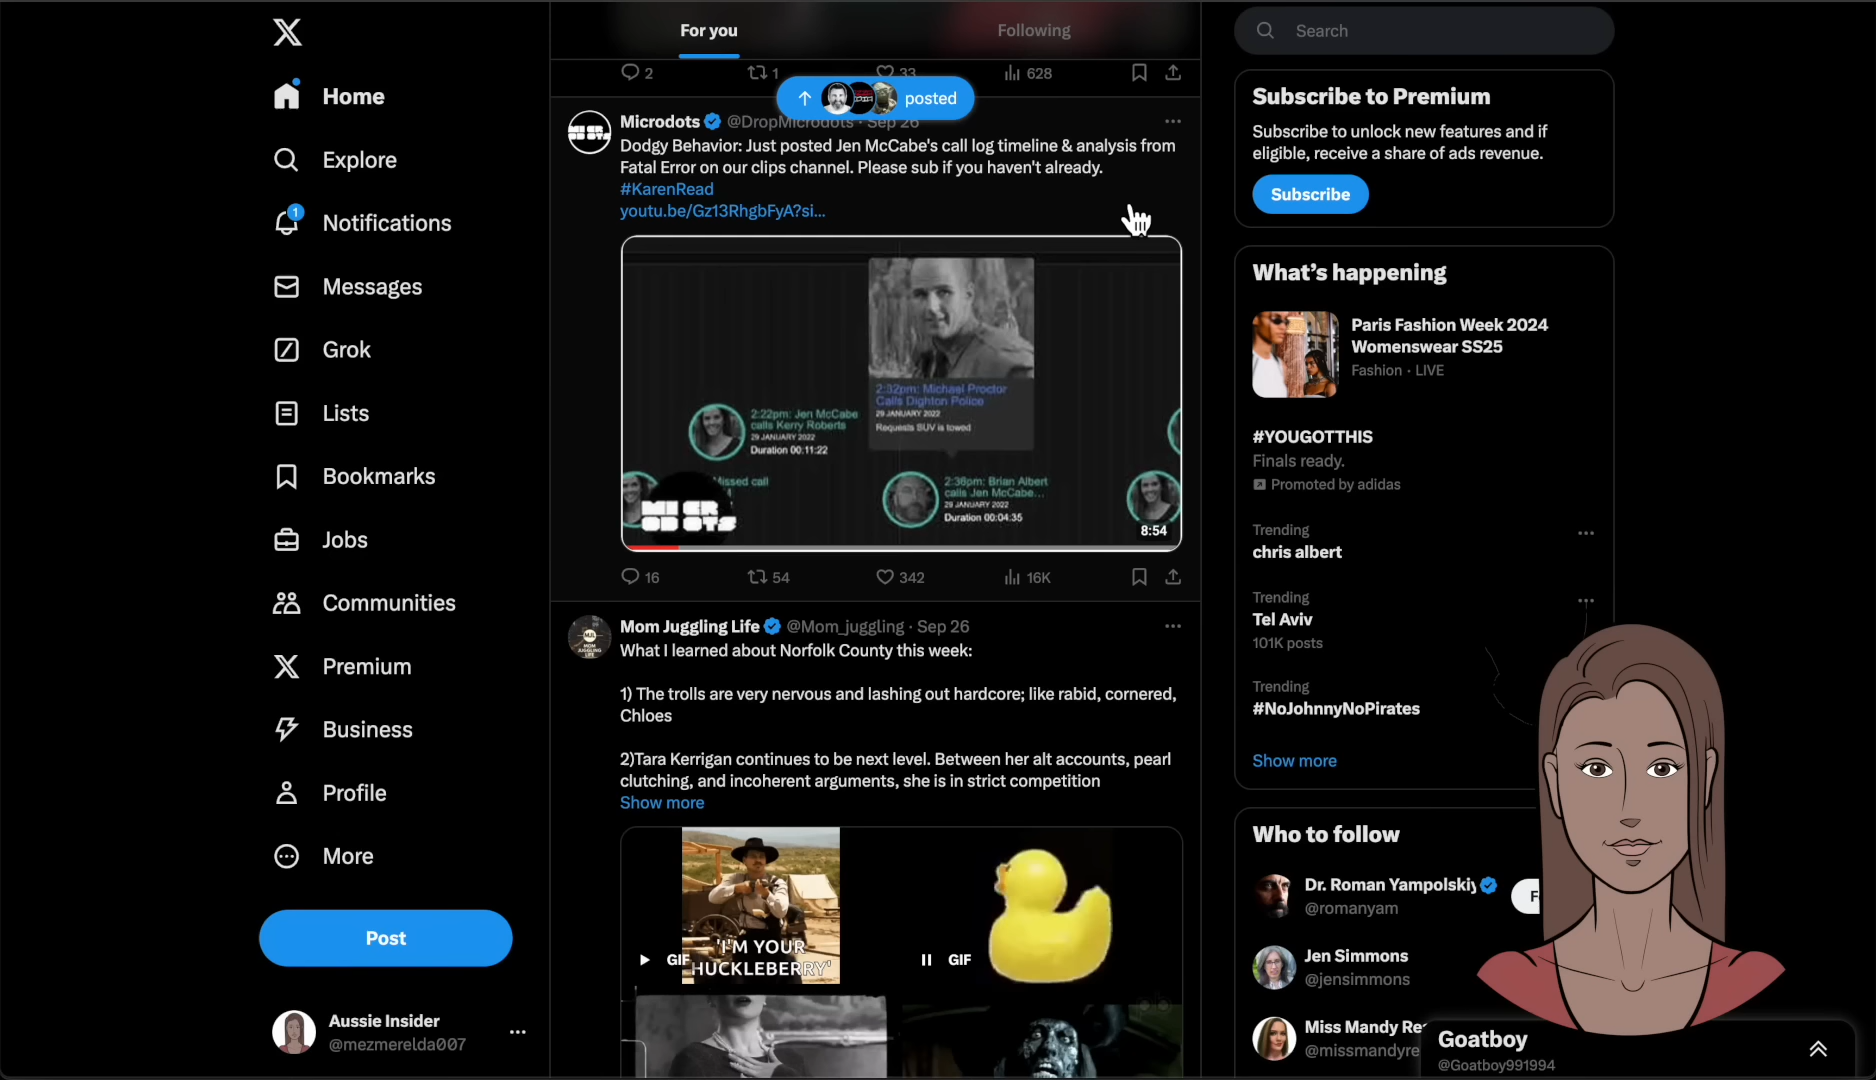 Home
Explore
1
Notifications
Messages
Grok
Lists
Bookmarks
Jobs
Communities
Premium
Business
Profile
More
Post
Aussie Insider
@mezmerelda007
For you
Following
2
1
33
628
posted
Microdots @DropMicrodots · Sep 26
Dodgy Behavior: Just posted Jen McCabe's call log timeline & analysis from
Fatal Error on our clips channel. Please sub if you haven't already.
#KarenRead
youtu.be/Gz13RhgbFyA?si...
2:32pm: Michael Proctor
Calls Dighton Police
29 JANUARY 2022
Requests SUV is towed
2:22pm: Jen McCabe
calls Kerry Roberts
29 JANUARY 2022
Duration 00:11:22
Missed call
2:36pm: Brian Albert
calls Jen McCabe...
29 JANUARY 2022
Duration 00:04:35
MICRODOTS
8:54
16
54
342
16K
Mom Juggling Life @Mom_juggling · Sep 26
What I learned about Norfolk County this week:
1) The trolls are very nervous and lashing out hardcore; like rabid, cornered,
Chloes
2)Tara Kerrigan continues to be next level. Between her alt accounts, pearl
clutching, and incoherent arguments, she is in strict competition
Show more
GIF
'I'M YOUR
HUCKLEBERRY'
GIF
Search
Subscribe to Premium
Subscribe to unlock new features and if
eligible, receive a share of ads revenue.
Subscribe
What's happening
Paris Fashion Week 2024
Womenswear SS25
Fashion · LIVE
#YOUGOTTHIS
Finals ready.
Promoted by adidas
Trending
chris albert
Trending
Tel Aviv
101K posts
Trending
#NoJohnnyNoPirates
Show more
Who to follow
Dr. Roman Yampolskiy
@romanyam
Jen Simmons
@jensimmons
Miss Mandy Re
@missmandyre
Goatboy
@Goatboy991994